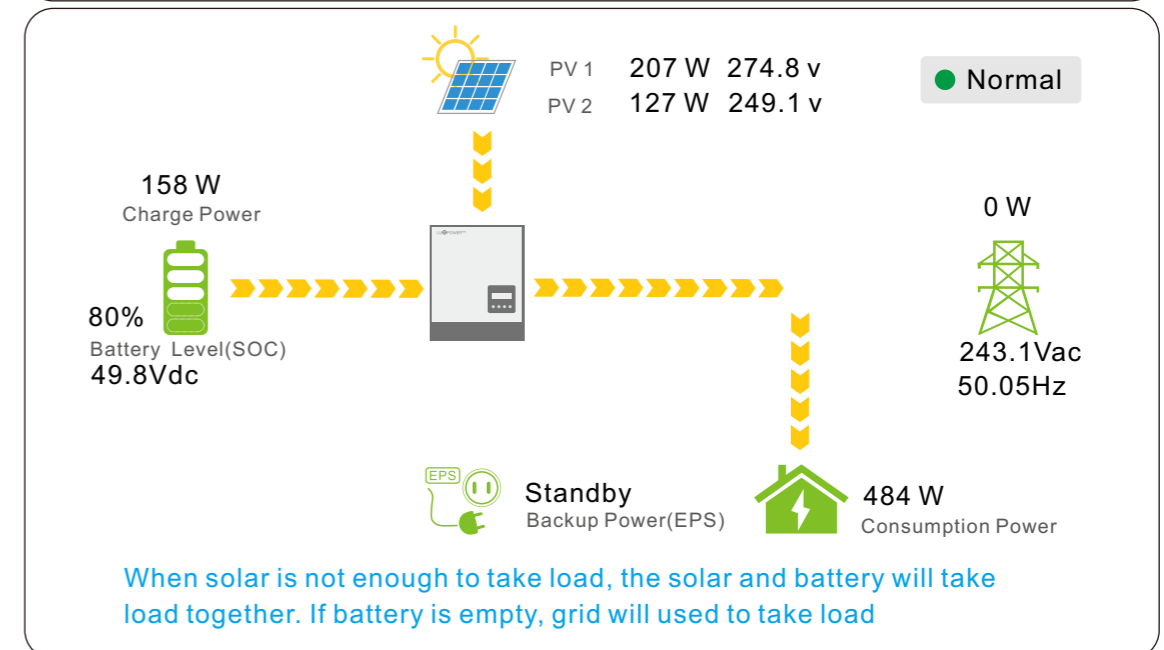 PV 1 207 W 274.8 v
PV 2 127 W 249.1 v
Normal
158 W
Charge Power
0 W
80%
Battery Level(SOC)
49.8Vdc
243.1Vac
50.05Hz
EPS
Standby
Backup Power(EPS)
484 W
Consumption Power
When solar is not enough to take load, the solar and battery will take
load together. If battery is empty, grid will used to take load